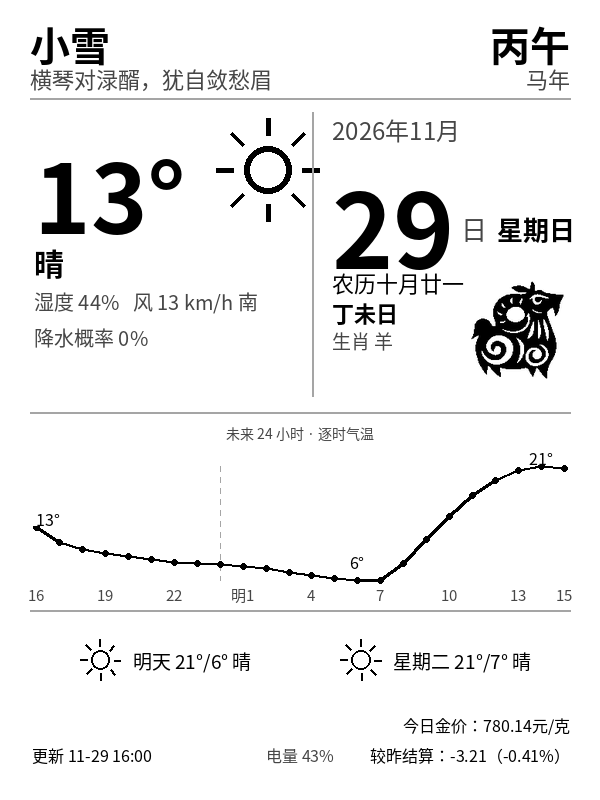 小雪
丙午
横琴对渌醑，犹自敛愁眉
马年
13°
晴
湿度 44%  风 13 km/h 南
降水概率 0%
2026年11月
29 日 星期日
农历十月廿一
丁未日
生肖 羊
未来 24 小时 · 逐时气温
13°
6°
21°
16 19 22 明1 4 7 10 13 15
明天 21°/6° 晴
星期二 21°/7° 晴
今日金价：780.14元/克
更新 11-29 16:00
电量 43%
较昨结算：-3.21（-0.41%）